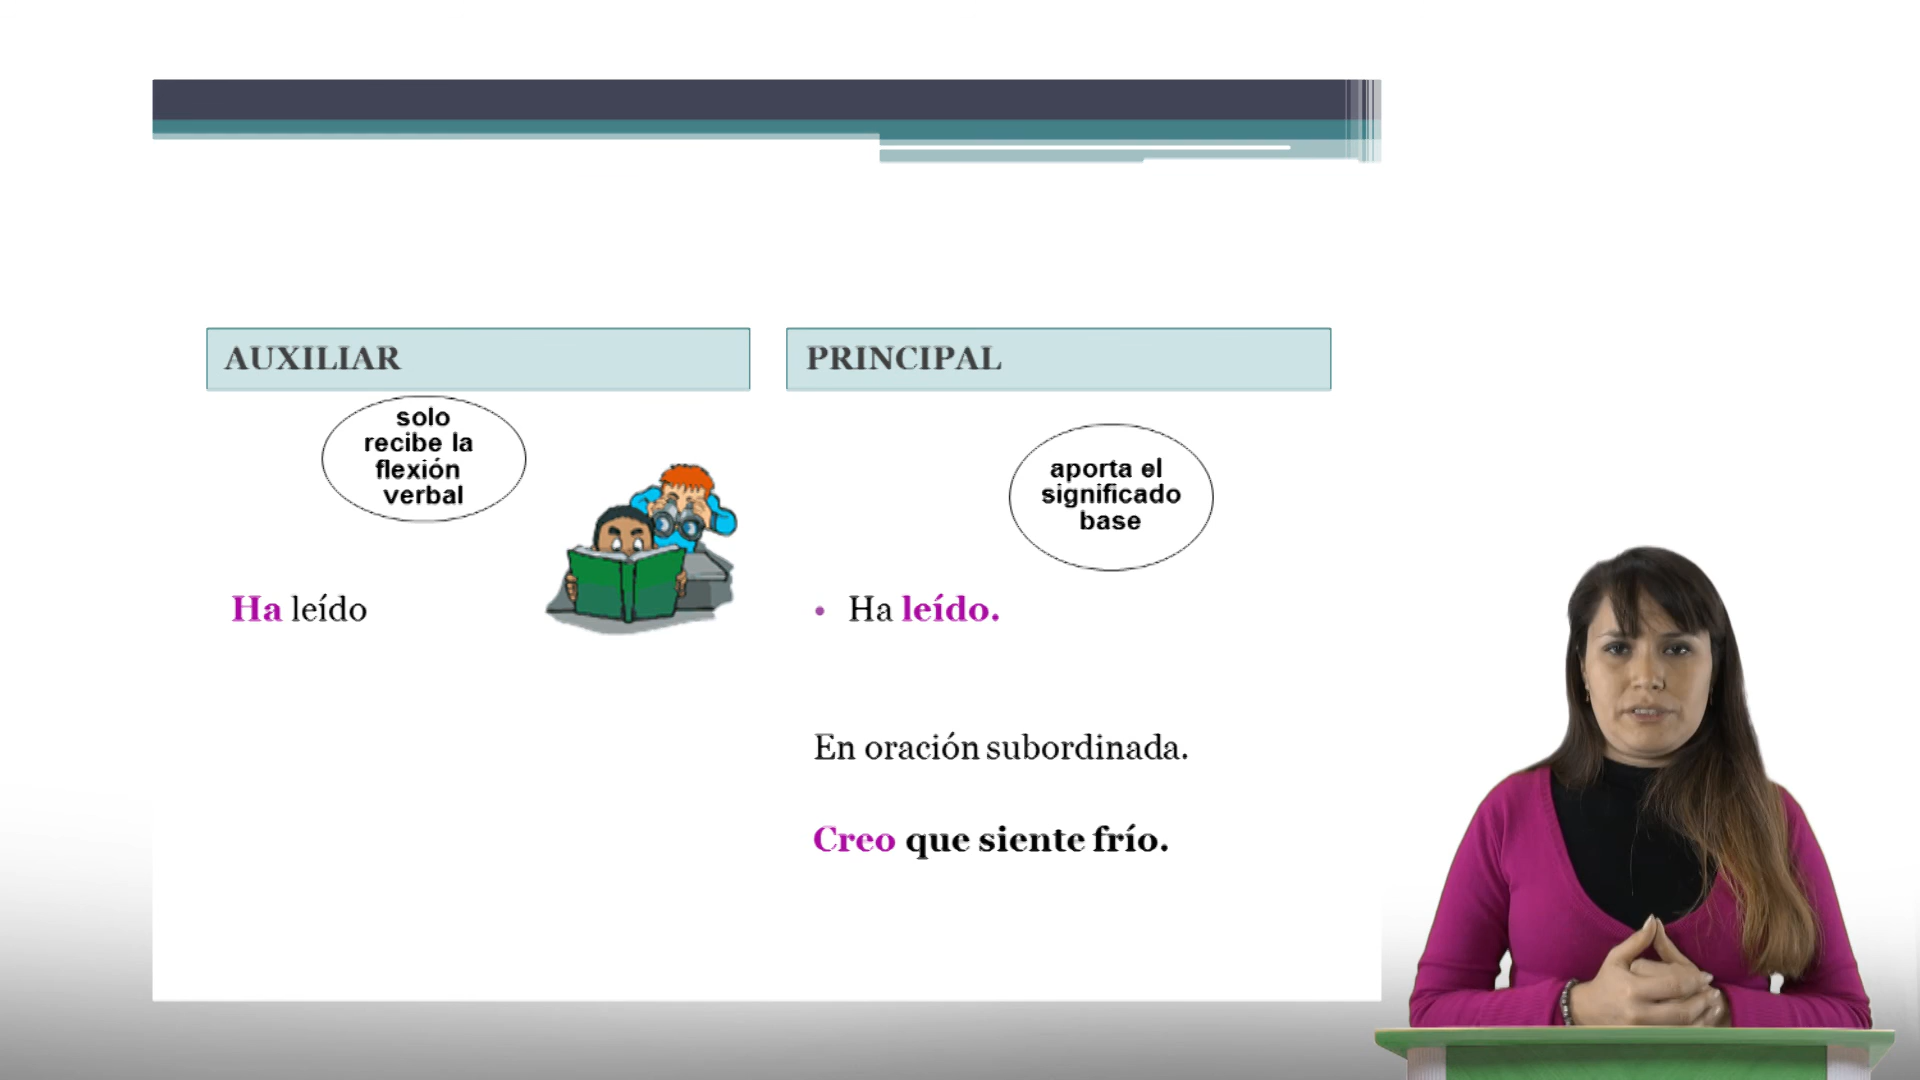 AUXILIAR
solo
recibe la
flexión
verbal
Ha leído
PRINCIPAL
aporta el
significado
base
• Ha leído.
En oración subordinada.
Creo que siente frío.